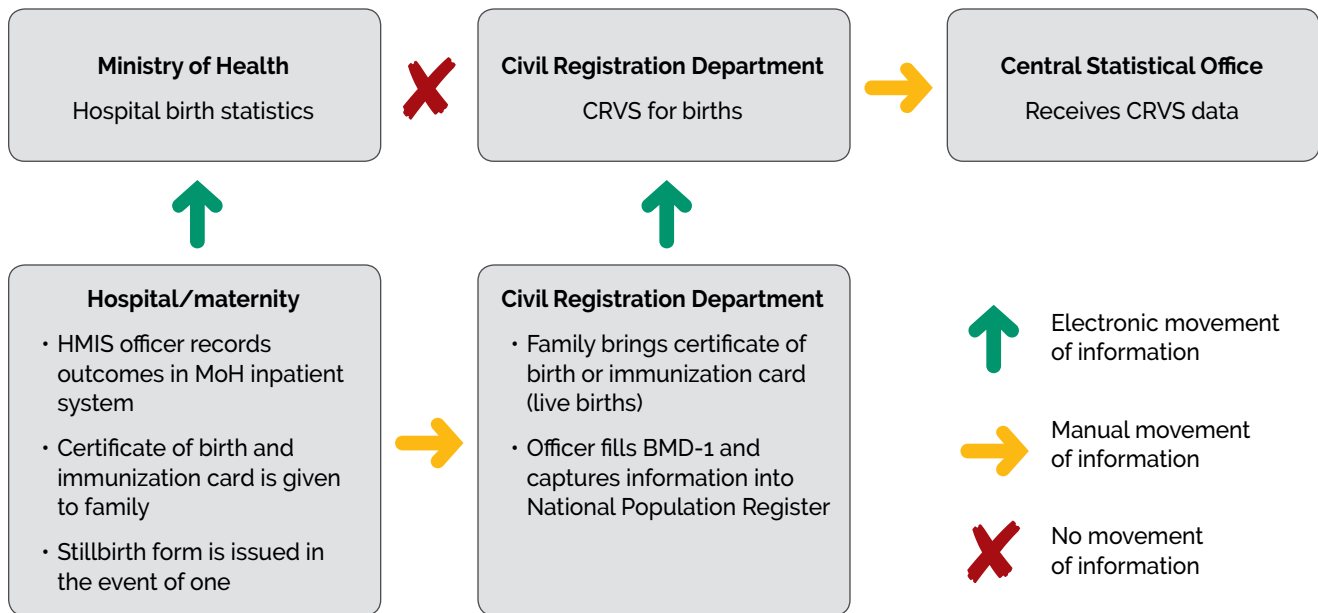 Ministry of Health
Hospital birth statistics
Civil Registration Department
CRVS for births
Central Statistical Office
Receives CRVS data
Hospital/maternity
• HMIS officer records
outcomes in MoH inpatient
system
• Certificate of birth and
immunization card is given
to family
• Stillbirth form is issued in
the event of one
Civil Registration Department
• Family brings certificate of
birth or immunization card
(live births)
• Officer fills BMD-1 and
captures information into
National Population Register
Electronic movement
of information
Manual movement
of information
No movement
of information